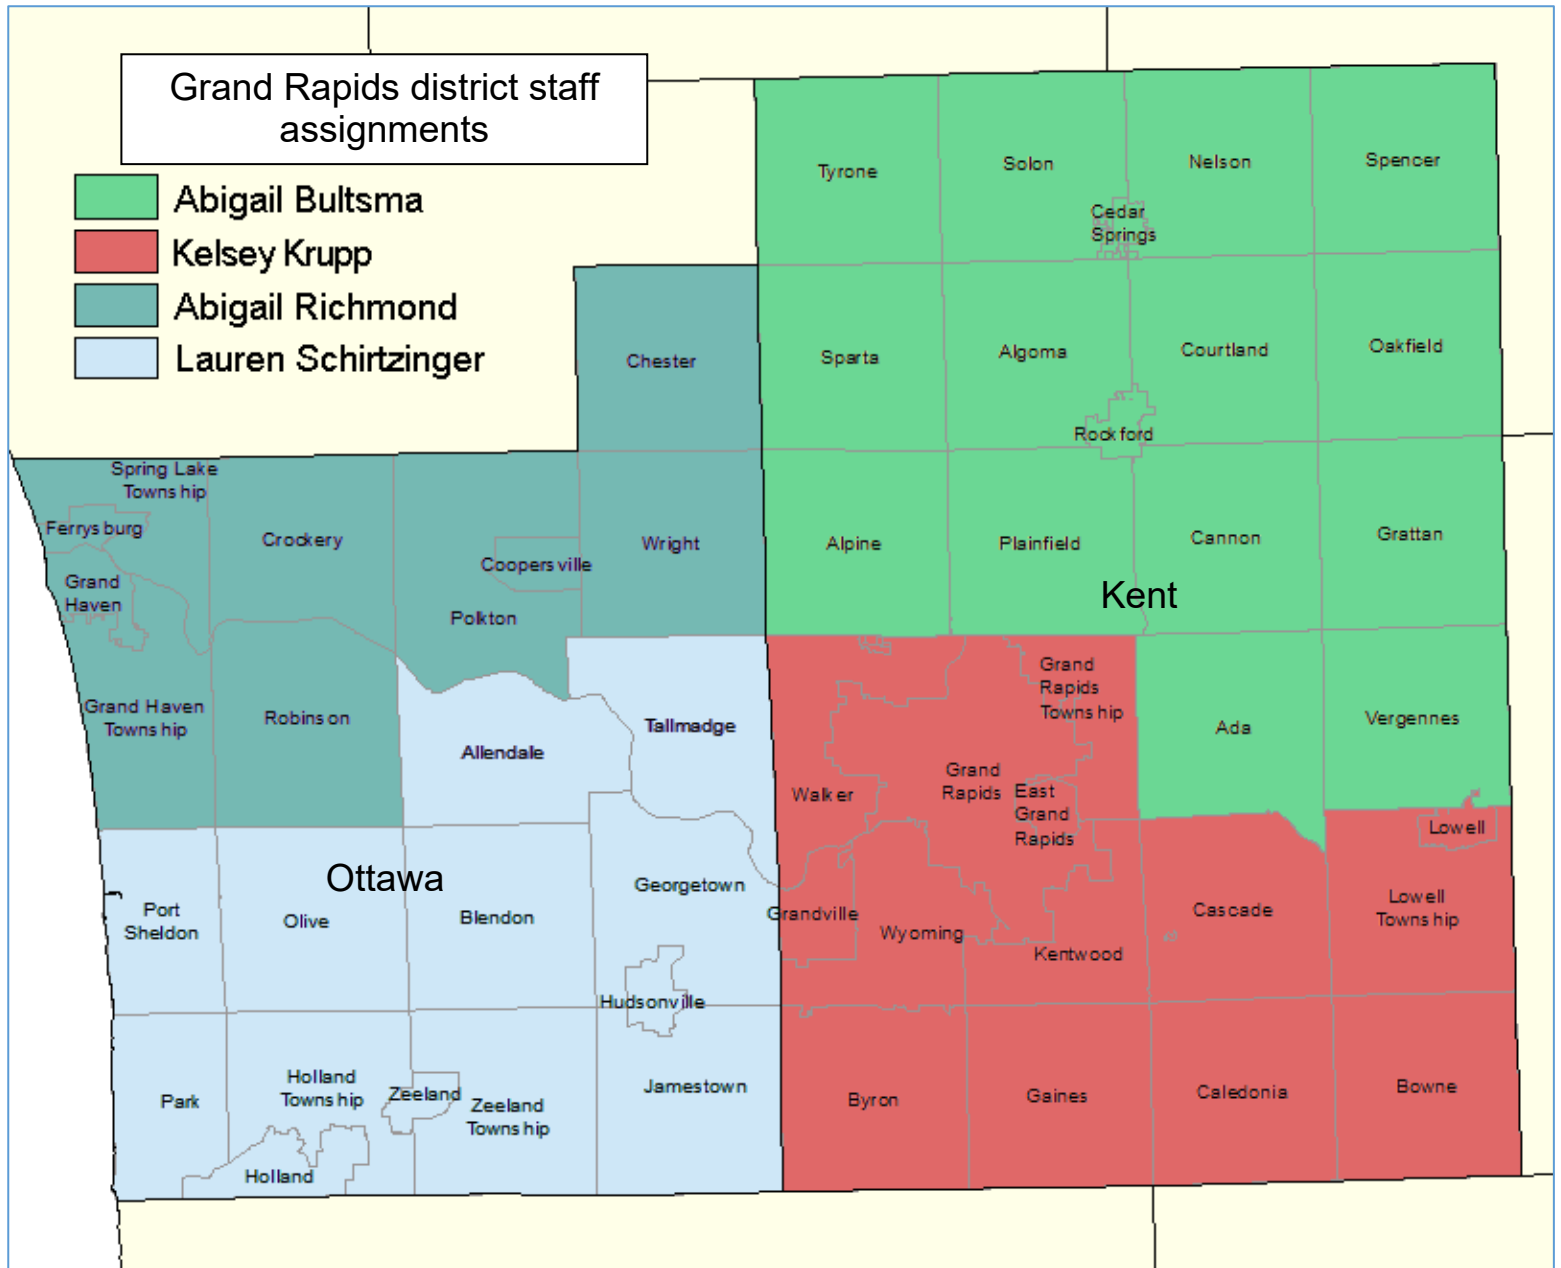 Grand Rapids district staff
assignments
Abigail Bultsma
Kelsey Krupp
Abigail Richmond
Lauren Schirtzinger
Tyrone
Solon
Nelson
Spencer
Cedar
Springs
Chester
Sparta
Algoma
Courtland
Oakfield
Rockford
Spring Lake
Township
Ferrysburg
Crockery
Coopersville
Wright
Alpine
Plainfield
Cannon
Grattan
Grand
Haven
Polkton
Kent
Grand Haven
Township
Robinson
Allendale
Tallmadge
Grand
Rapids
Township
Ada
Vergennes
Walker
Grand
Rapids
East
Grand
Rapids
Lowell
Ottawa
Port
Sheldon
Olive
Blendon
Georgetown
Grandville
Wyoming
Kentwood
Cascade
Lowell
Township
Hudsonville
Park
Holland
Township
Zeeland
Zeeland
Township
Jamestown
Byron
Gaines
Caledonia
Bowne
Holland